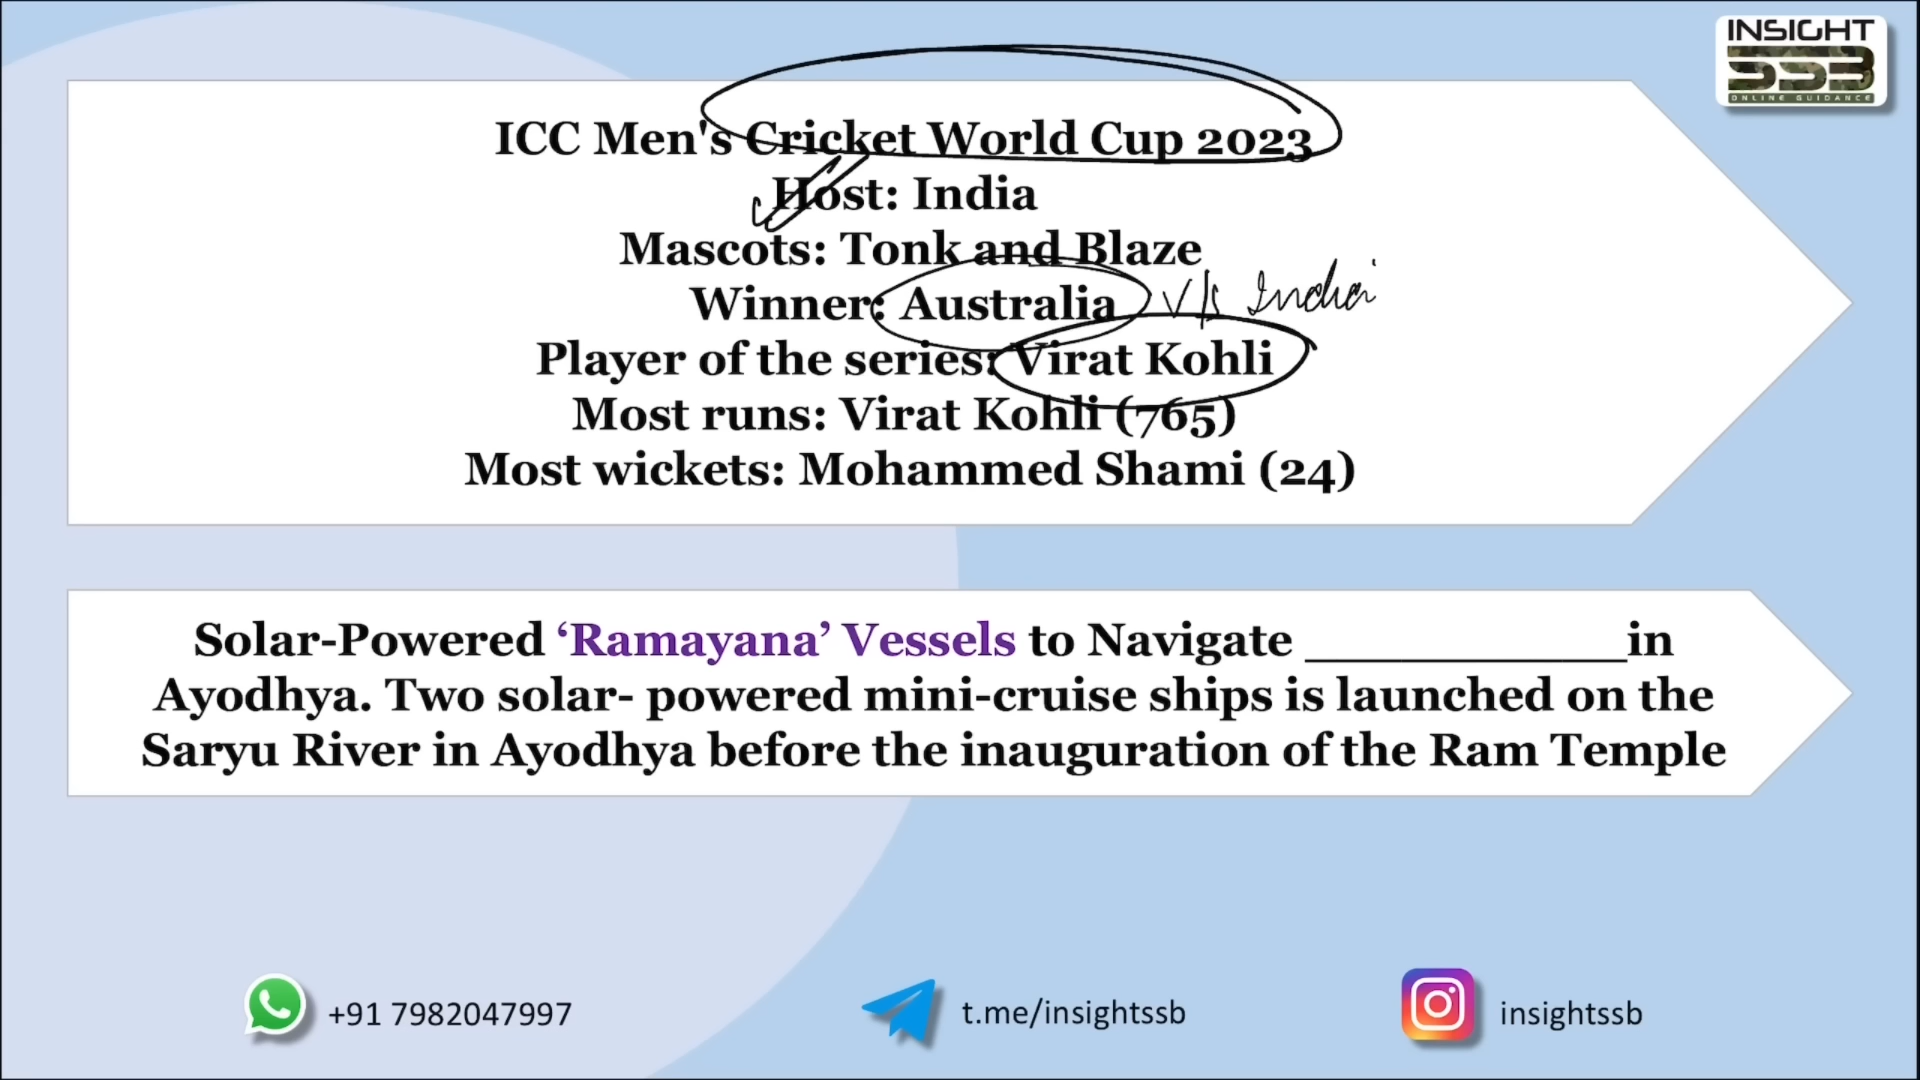 INSIGHT
SSB
ONLINE GUIDANCE
ICC Men's Cricket World Cup 2023
Host: India
Mascots: Tonk and Blaze
Winner: Australia v/s India
Player of the series: Virat Kohli
Most runs: Virat Kohli (765)
Most wickets: Mohammed Shami (24)
Solar-Powered ‘Ramayana’ Vessels to Navigate ______________in
Ayodhya. Two solar- powered mini-cruise ships is launched on the
Saryu River in Ayodhya before the inauguration of the Ram Temple
+91 7982047997
t.me/insightssb
insightssb